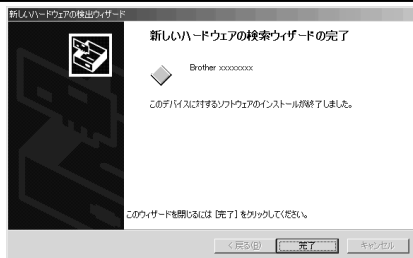 新しいハードウェアの検出ウィザード
新しいハードウェアの検索ウィザードの完了
Brother xxxxxxxx
このデバイスに対するソフトウェアのインストールが終了しました。
このウィザードを閉じるには [完了] をクリックしてください。
< 戻る(B) 完了 キャンセル